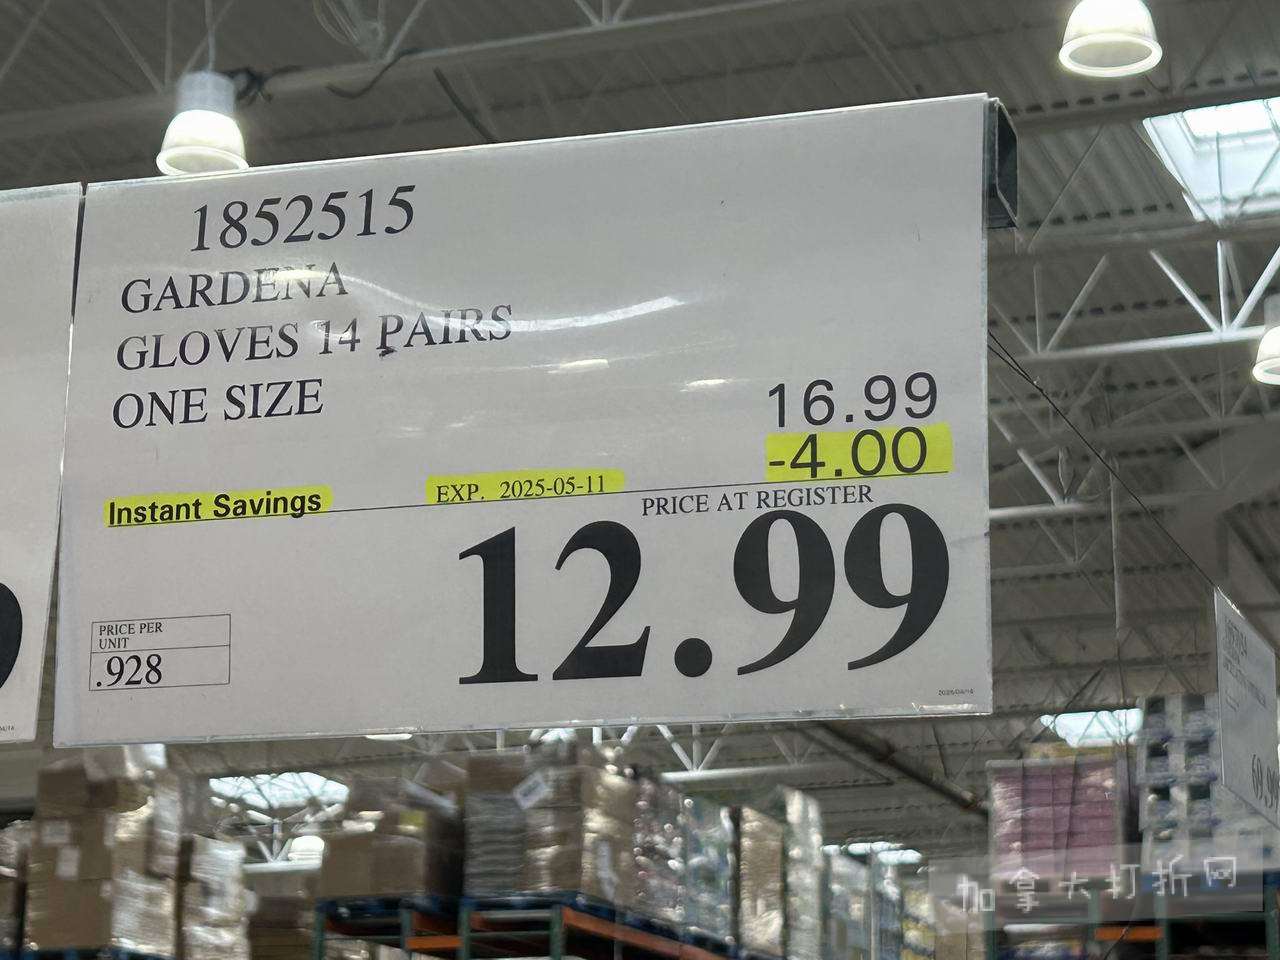 1852515
GARDENA
GLOVES 14 PAIRS
ONE SIZE
16.99
-4.00
Instant Savings
EXP. 2025-05-11
PRICE AT REGISTER
12.99
PRICE PER
UNIT
.928
加拿大打折网